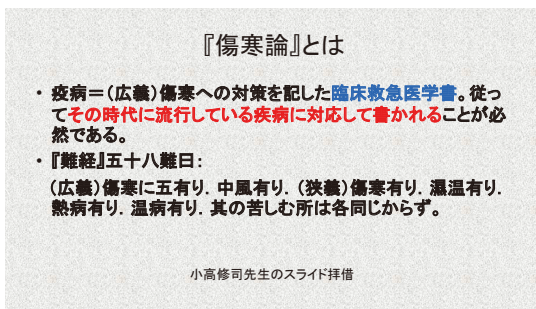 『傷寒論』とは
・ 疫病＝（広義）傷寒への対策を記した臨床救急医学書。従っ
てその時代に流行している疾病に対応して書かれることが必
然である。
・ 『難経』五十八難曰：
（広義）傷寒に五有り．中風有り．（狭義）傷寒有り．濕温有り．
熱病有り．温病有り．其の苦しむ所は各同じからず。
小高修司先生のスライド拝借